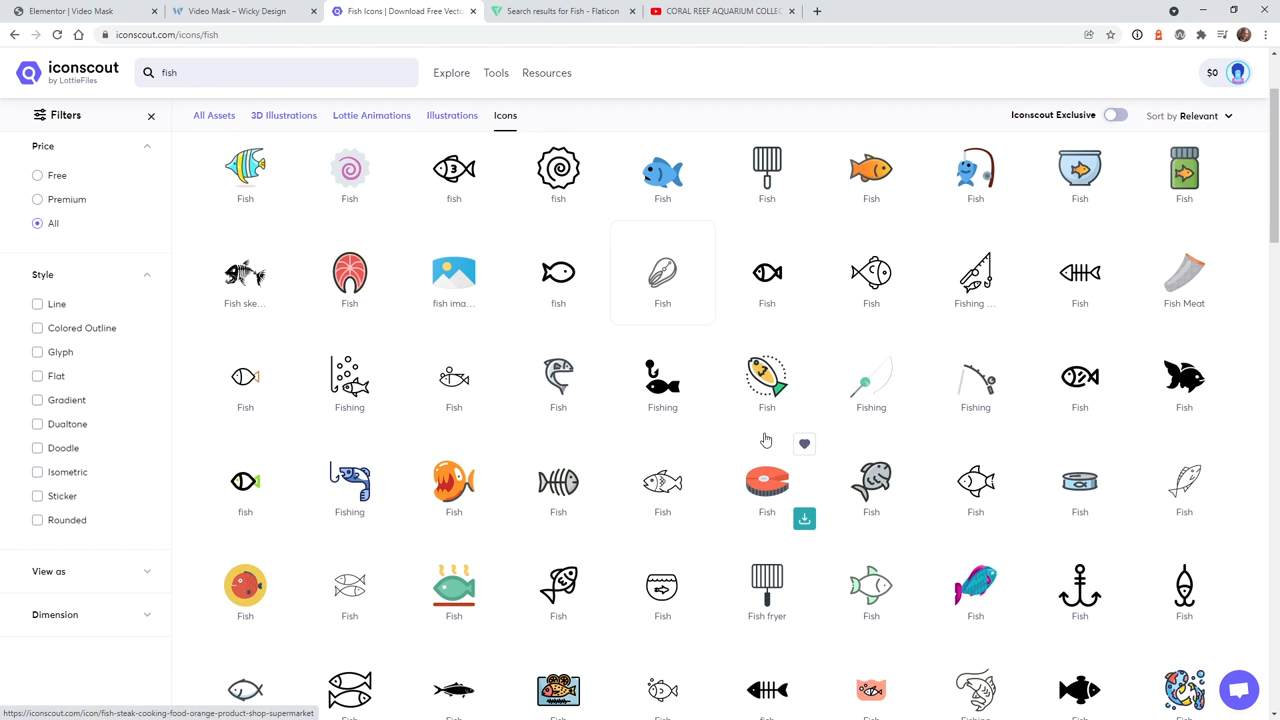 Elementor | Video Mask
Video Mask – Wicky Design
Fish Icons | Download Free Vecto
Search results for Fish - Flaticon
CORAL REEF AQUARIUM COLLEC
iconscout.com/icons/fish
iconscout
by LottieFiles
fish
Explore
Tools
Resources
$0
Filters
All Assets
3D Illustrations
Lottie Animations
Illustrations
Icons
Iconscout Exclusive
Sort by Relevant
Price
Free
Premium
All
Style
Line
Colored Outline
Glyph
Flat
Gradient
Dualtone
Doodle
Isometric
Sticker
Rounded
View as
Dimension
Fish Fish fish fish Fish Fish Fish Fish Fish Fish
Fish ske... Fish fish ima... fish Fish Fish Fish Fishing ... Fish Fish Meat
Fish Fishing Fish Fish Fishing Fish Fishing Fishing Fish Fish
fish Fishing Fish Fish Fish Fish Fish Fish Fish Fish
Fish Fish Fish Fish Fish Fish fryer Fish Fish Fish Fish
https://iconscout.com/icon/fish-steak-cooking-food-orange-product-shop-supermarket